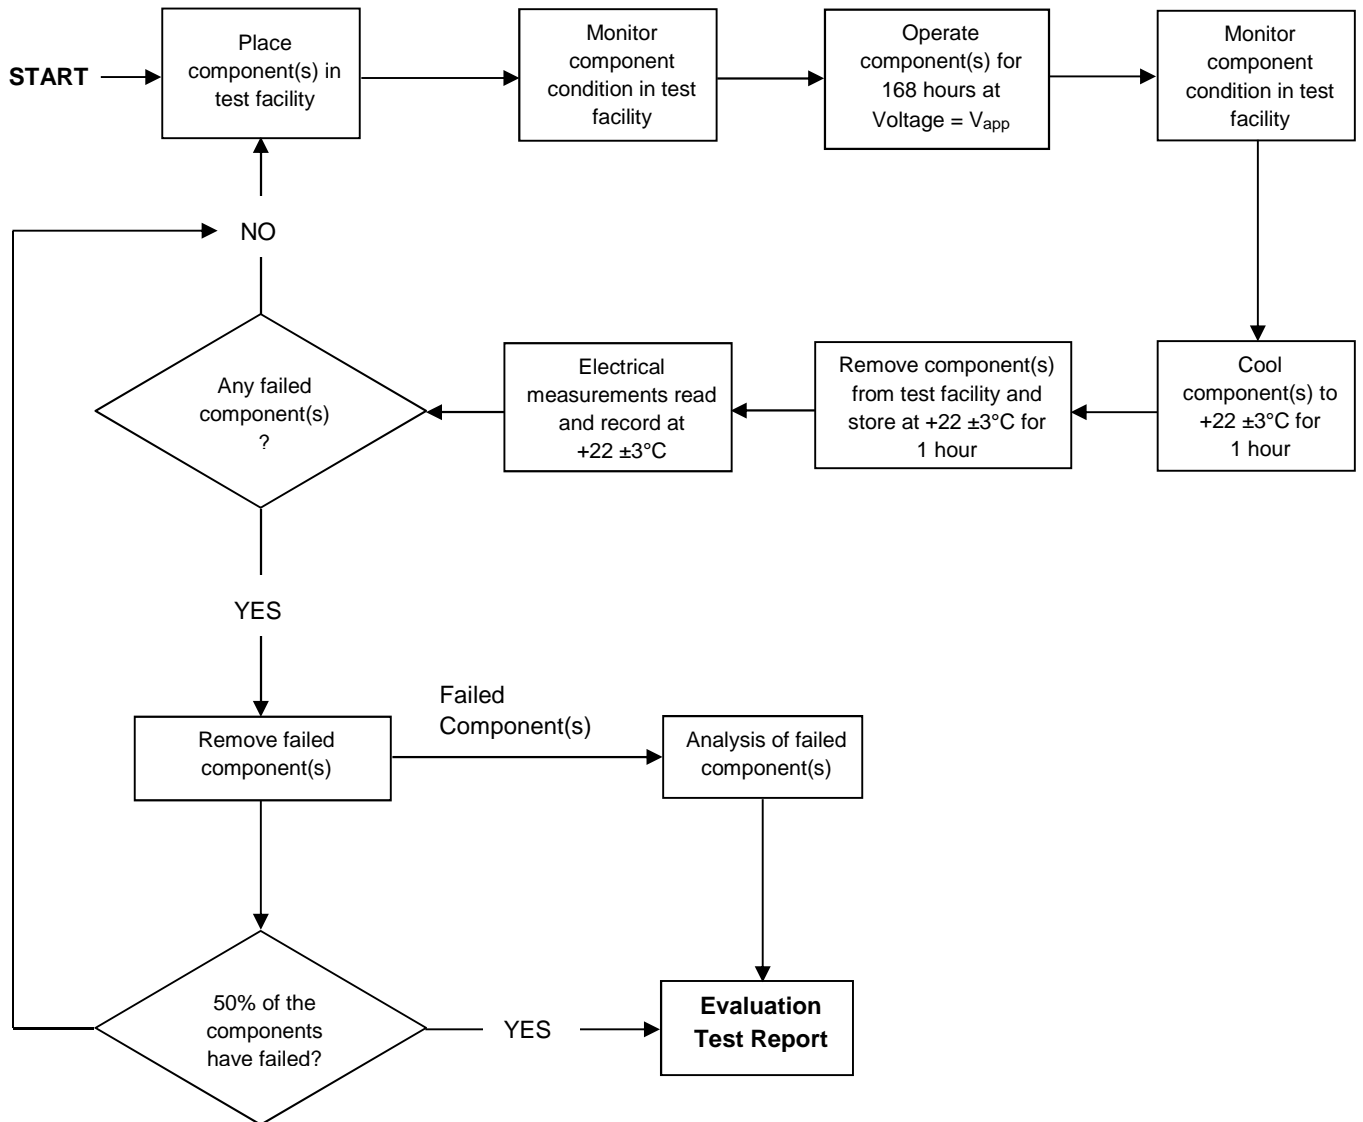 START
Place
component(s) in
test facility
Monitor
component
condition in test
facility
Operate
component(s) for
168 hours at
Voltage = Vapp
Monitor
component
condition in test
facility
NO
Any failed
component(s)
?
Electrical
measurements read
and record at
+22 ±3°C
Remove component(s)
from test facility and
store at +22 ±3°C for
1 hour
Cool
component(s) to
+22 ±3°C for
1 hour
YES
Remove failed
component(s)
Failed
Component(s)
Analysis of failed
component(s)
50% of the
components
have failed?
YES
Evaluation
Test Report